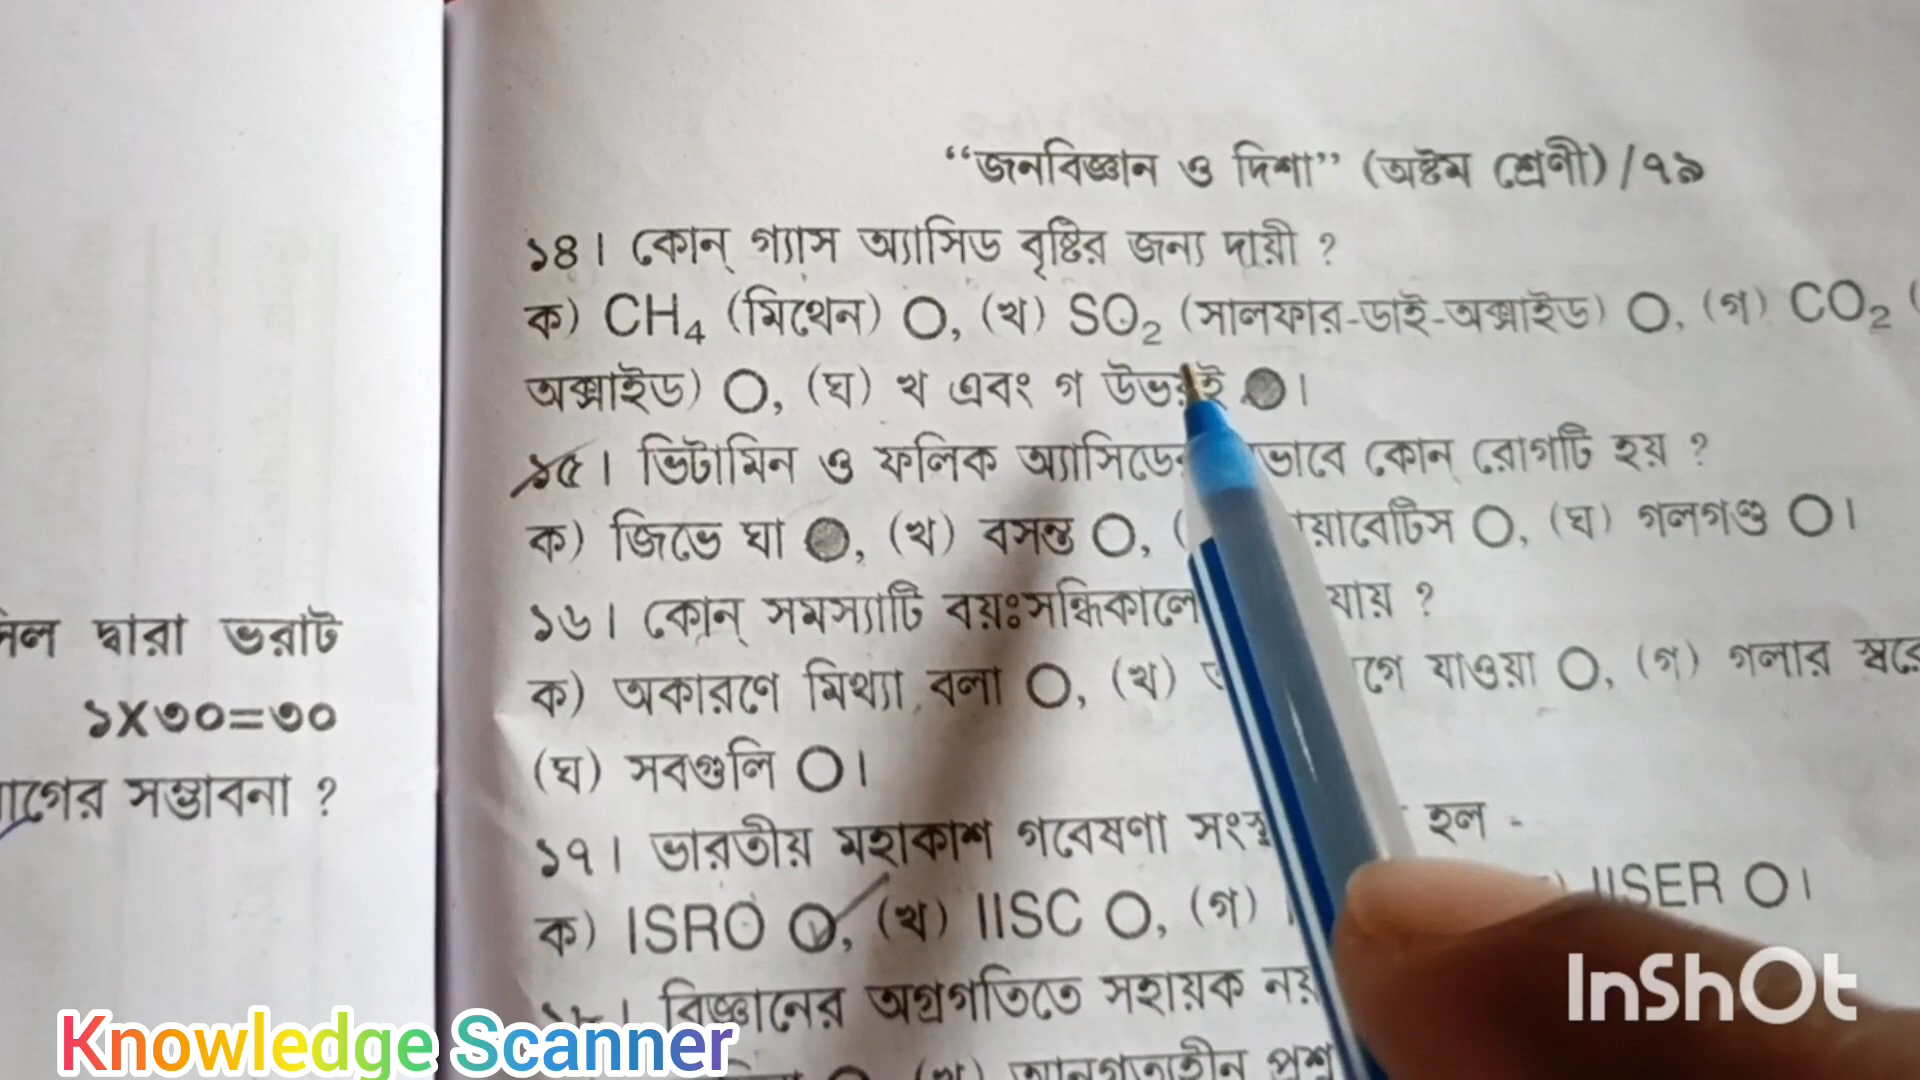 “জনবিজ্ঞান ও দিশা” (অষ্টম শ্রেণী) /৭৯
১৪। কোন্ গ্যাস অ্যাসিড বৃষ্টির জন্য দায়ী ?
ক) CH₄ (মিথেন) O, (খ) SO₂ (সালফার-ডাই-অক্সাইড) O, (গ) CO₂ (
অক্সাইড) O, (ঘ) খ এবং গ উভয়ই ।
১৫। ভিটামিন ও ফলিক অ্যাসিডের কোন্ রোগটি হয় ?
ক) জিভে ঘা , (খ) বসন্ত O, ( O, (ঘ) গলগণ্ড O।
১৬। কোন্ সমস্যাটি বয়ঃসন্ধিকালে যায় ?
ক) অকারণে মিথ্যা বলা O, (খ) যাওয়া O, (গ) গলার
(ঘ) সবগুলি O।
১৭। ভারতীয় মহাকাশ গবেষণা হল -
ক) ISRO O, (খ) IISC O, (গ) IISER O।
বিজ্ঞানের অগ্রগতিতে সহায়ক নয়
দ্বারা ভরাট
১X৩০=৩০
সম্ভাবনা ?
Knowledge Scanner
InShOt